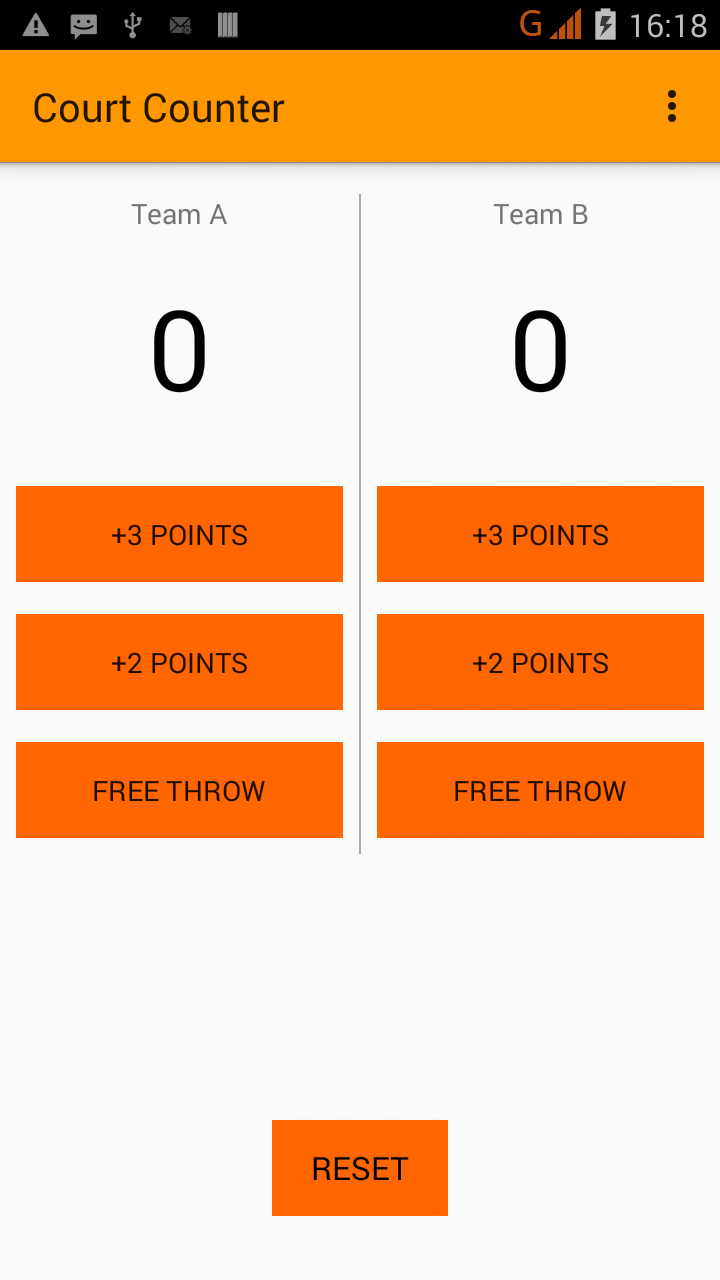 G 16:18
Court Counter
Team A Team B
0 0
+3 POINTS +3 POINTS
+2 POINTS +2 POINTS
FREE THROW FREE THROW
RESET